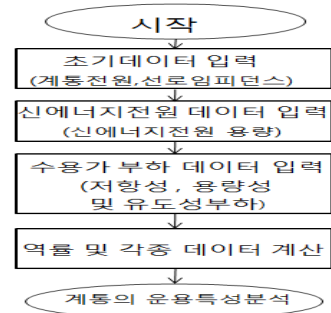 시작
초기데이터 입력
(계통전원,선로임피던스)
신에너지전원 데이터 입력
(신에너지전원 용량)
수용가 부하 데이터 입력
(저항성, 용량성
및 유도성부하)
역률 및 각종 데이터 계산
계통의 운용특성분석